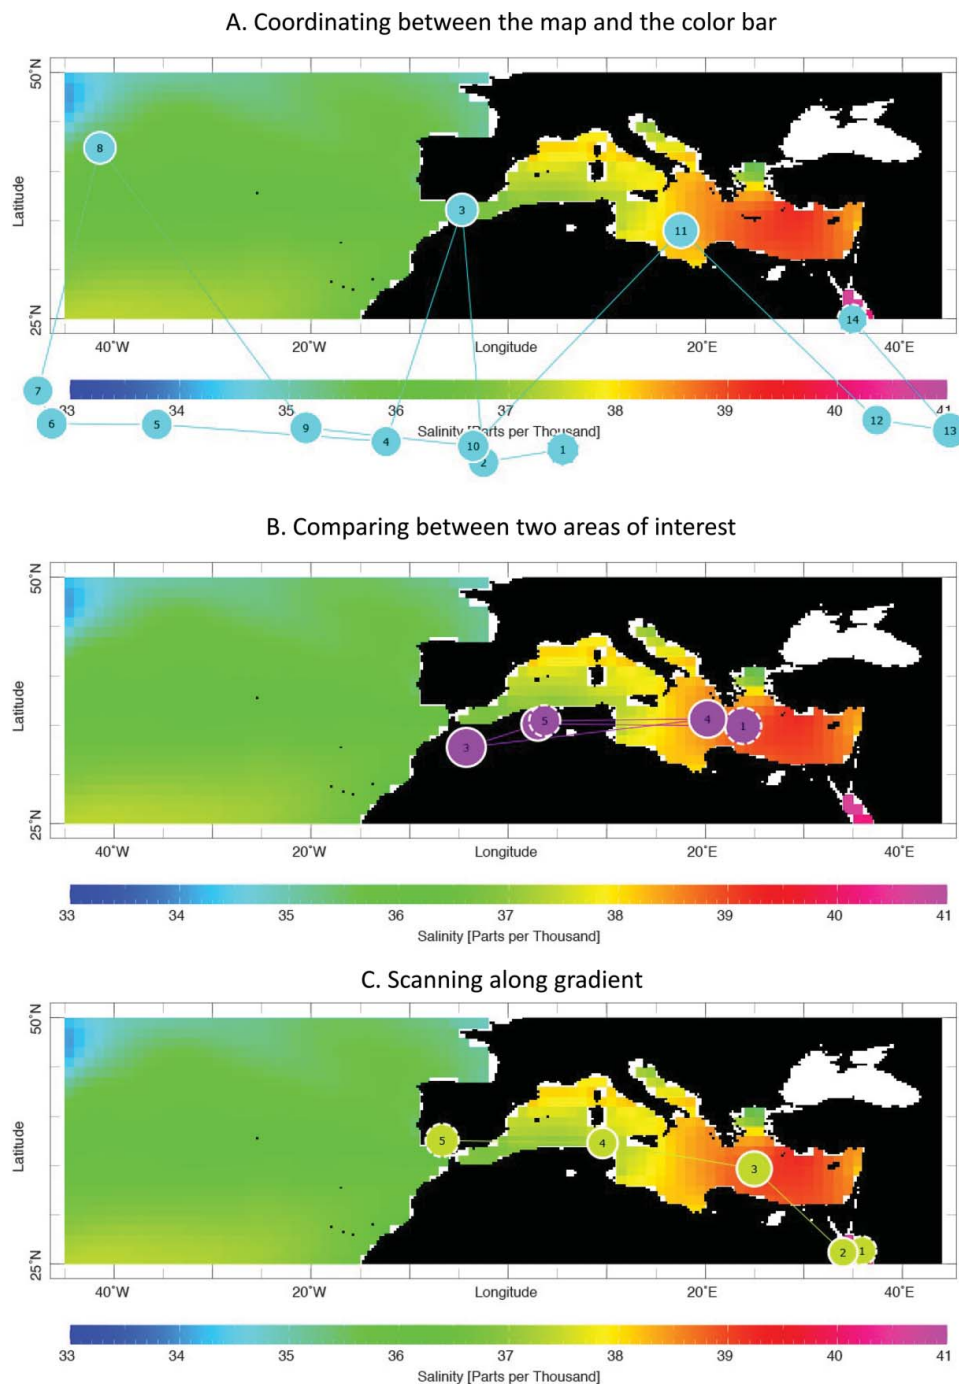 A. Coordinating between the map and the color bar
50°N
Latitude
25°N
8
3
11
14
40°W 20°W Longitude 20°E 40°E
7
33 34 35 36 37 38 39 40 41
6 5 9 4 10 12 13
Salinity [Parts per Thousand]
2 1
B. Comparing between two areas of interest
50°N
Latitude
25°N
3 5 4 1
40°W 20°W Longitude 20°E 40°E
33 34 35 36 37 38 39 40 41
Salinity [Parts per Thousand]
C. Scanning along gradient
50°N
Latitude
25°N
5 4 3
2 1
40°W 20°W Longitude 20°E 40°E
33 34 35 36 37 38 39 40 41
Salinity [Parts per Thousand]